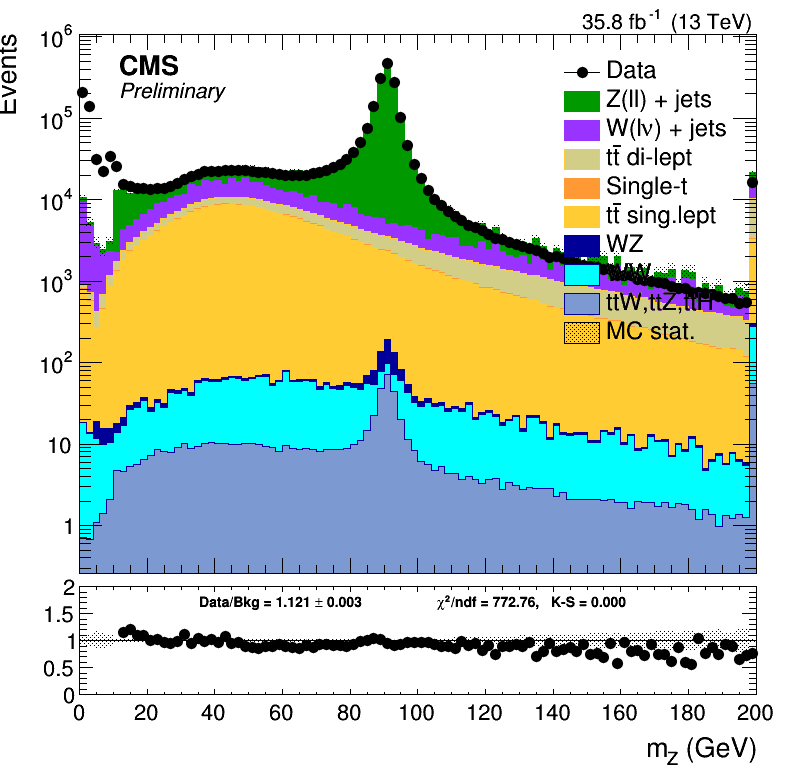 35.8 fb⁻¹ (13 TeV)
Events
CMS
Preliminary
Data
Z(ll) + jets
W(lν) + jets
tt̄ di-lept
Single-t
tt̄ sing.lept
WZ
WW
ttW,ttZ,ttH
MC stat.
10⁶
10⁵
10⁴
10³
10²
10
1
Data/Bkg = 1.121 ± 0.003
χ²/ndf = 772.76, K-S = 0.000
2
1.5
1
0.5
0
0 20 40 60 80 100 120 140 160 180 200
m_Z (GeV)